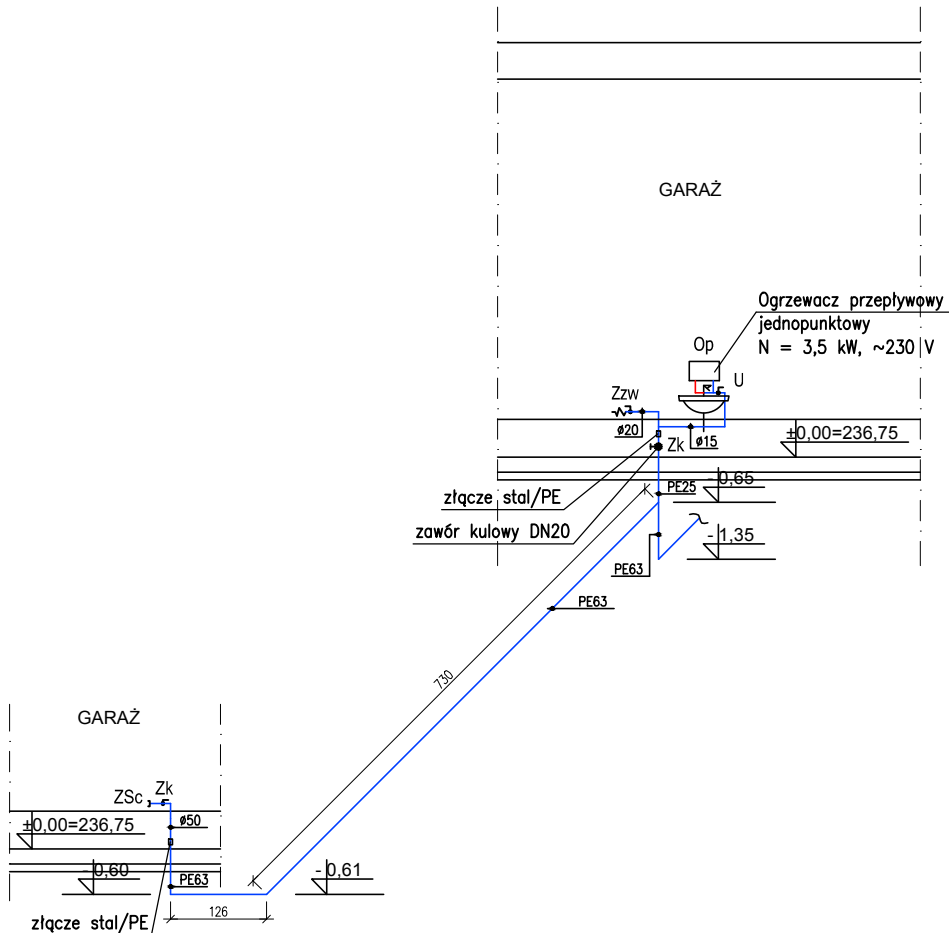 GARAŻ
Ogrzewacz przepływowy
jednopunktowy
N = 3,5 kW, ~230 V
Op
U
Zzw
ø20
ø15
±0,00=236,75
Zk
złącze stal/PE
PE25
-0,65
zawór kulowy DN20
-1,35
PE63
PE63
730
GARAŻ
ZSc
Zk
±0,00=236,75
ø50
-0,60
PE63
-0,61
126
złącze stal/PE